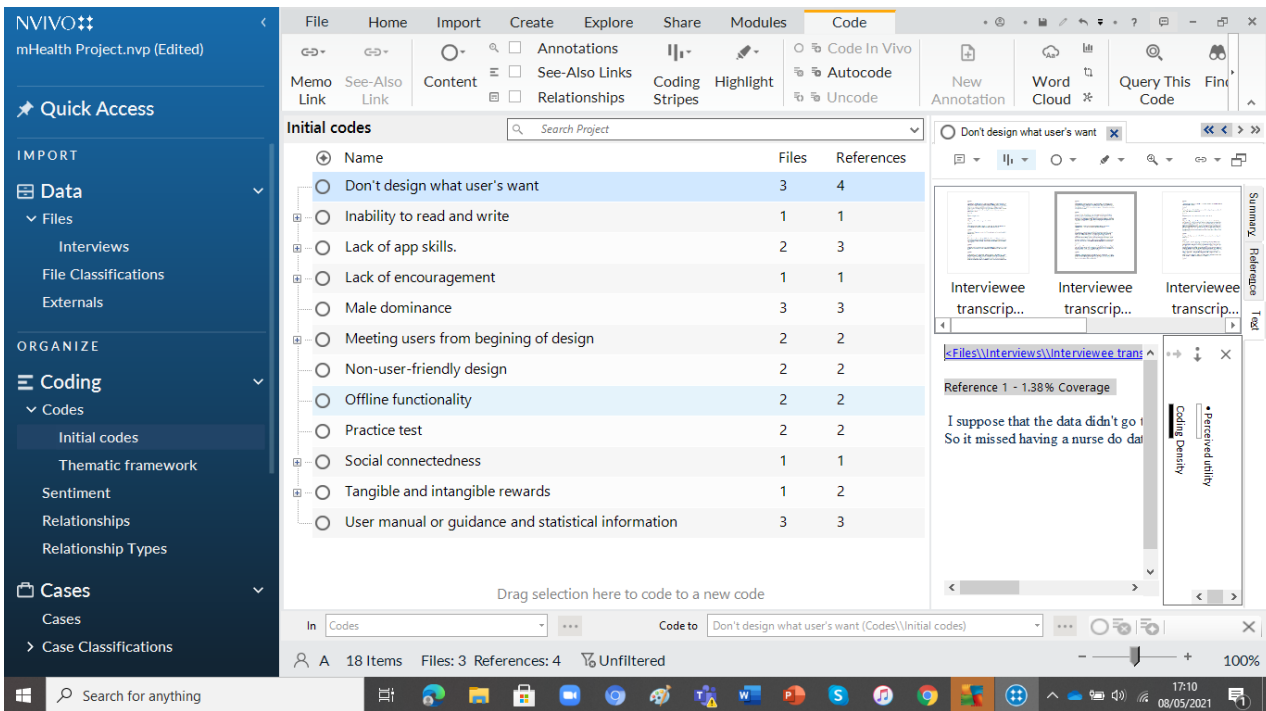 NVIVO
mHealth Project.nvp (Edited)
Quick Access
IMPORT
Data
Files
Interviews
File Classifications
Externals
ORGANIZE
Coding
Codes
Initial codes
Thematic framework
Sentiment
Relationships
Relationship Types
Cases
Cases
Case Classifications
File Home Import Create Explore Share Modules Code
Memo Link
See-Also Link
Content
Annotations
See-Also Links
Relationships
Coding Stripes
Highlight
Code In Vivo
Autocode
Uncode
New Annotation
Word Cloud
Query This Code
Find
Initial codes
Search Project
Name Files References
Don't design what user's want 3 4
Inability to read and write 1 1
Lack of app skills. 2 3
Lack of encouragement 1 1
Male dominance 3 3
Meeting users from begining of design 2 2
Non-user-friendly design 2 2
Offline functionality 2 2
Practice test 2 2
Social connectedness 1 1
Tangible and intangible rewards 1 2
User manual or guidance and statistical information 3 3
Drag selection here to code to a new code
Don't design what user's want
Interviewee transcrip...
Interviewee transcrip...
Interviewee transcrip...
Summary
Reference
Text
<Files\\Interviews\\Interviewee trans
Reference 1 - 1.38% Coverage
I suppose that the data didn't go t
So it missed having a nurse do dat
Coding Density
Perceived utility
In Codes
Code to Don't design what user's want (Codes\\Initial codes)
A 18 Items Files: 3 References: 4 Unfiltered
100%
Search for anything
17:10
08/05/2021